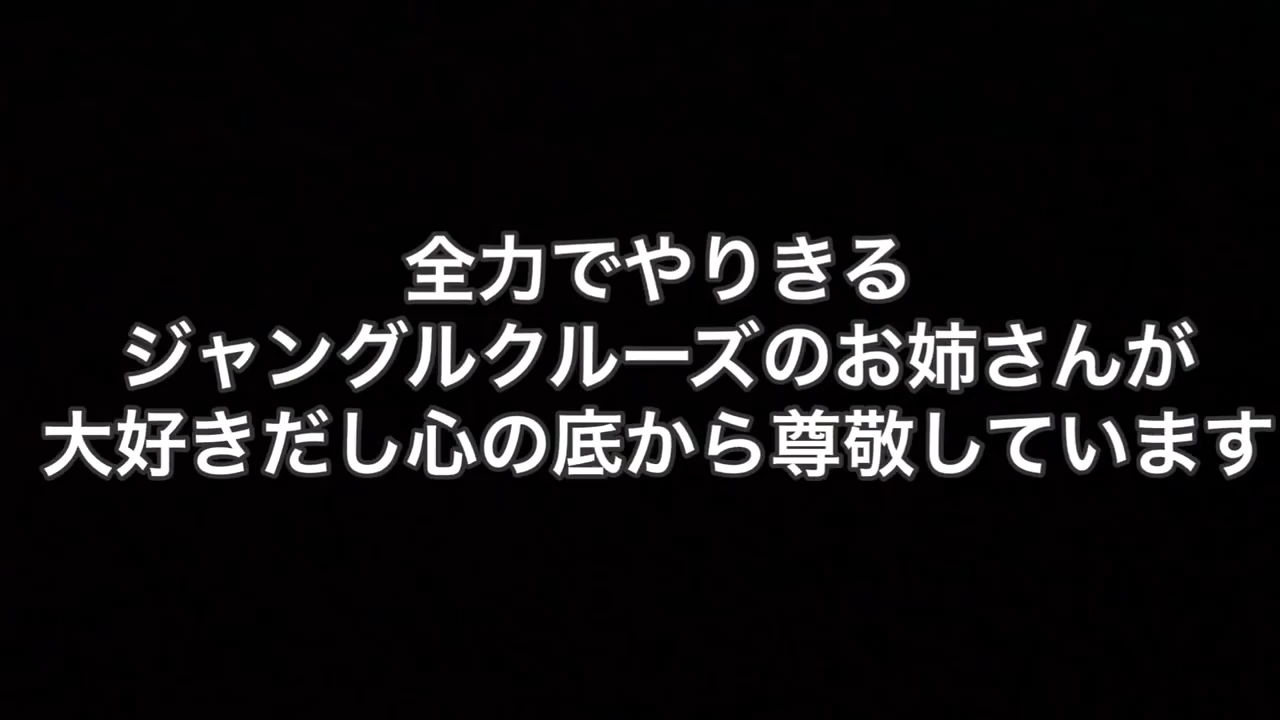 全力でやりきる
ジャングルクルーズのお姉さんが
大好きだし心の底から尊敬しています